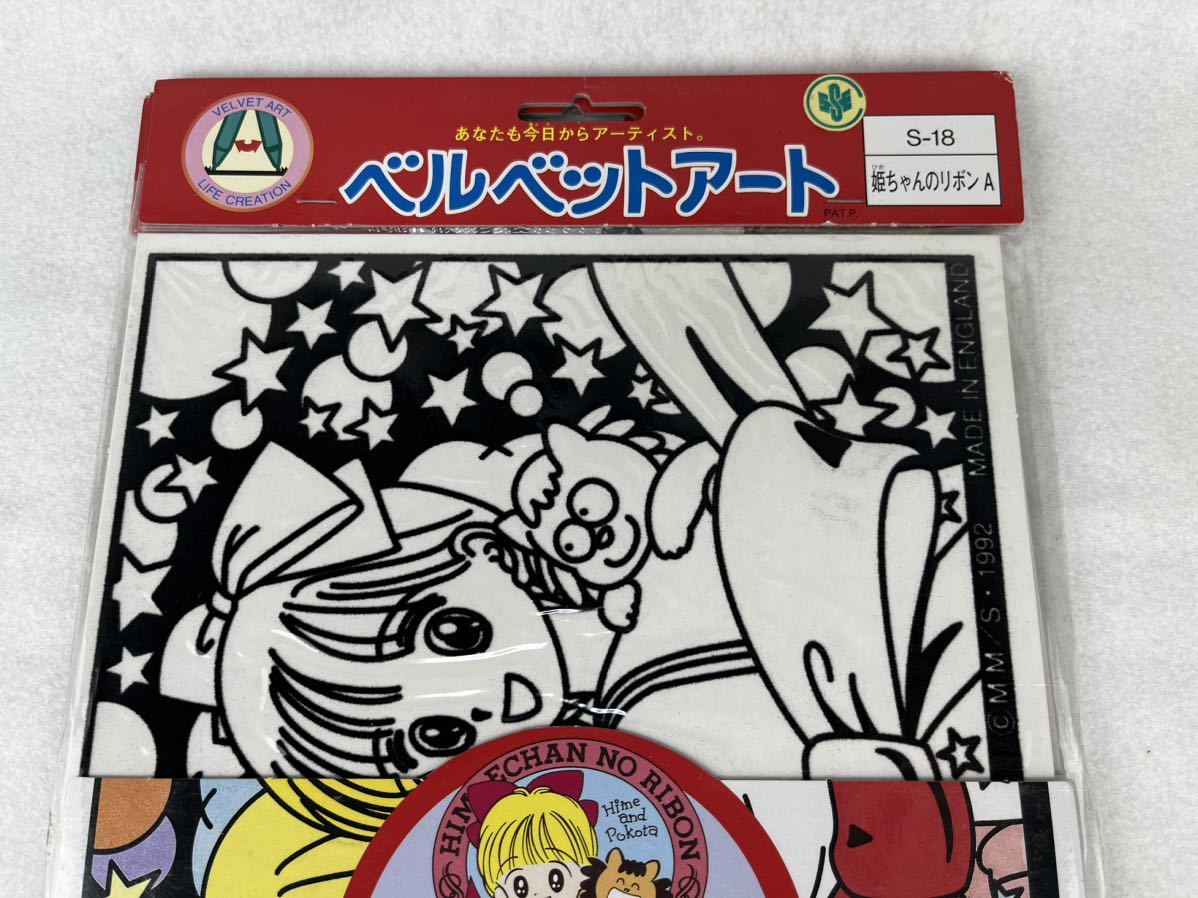 VELVET ART
LIFE CREATION
あなたも今日からアーティスト。
ベルベットアート
PAT.P.
S-18
姫ちゃんのリボン A
ひめ
MADE IN ENGLAND
©MM/S・1992
ECHAN NO RIBON
HIM
Hime
and
Pokota